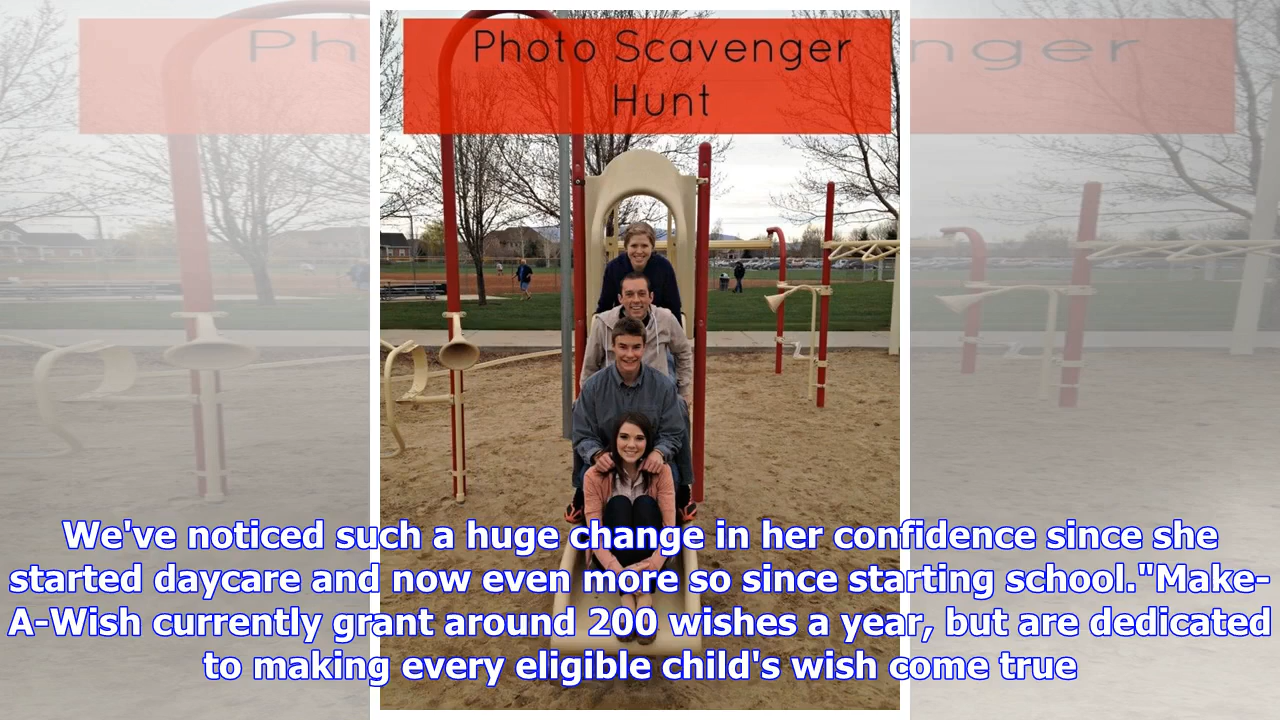 Photo Scavenger
Hunt
Ph
nger
We've noticed such a huge change in her confidence since she
started daycare and now even more so since starting school."Make-
A-Wish currently grant around 200 wishes a year, but are dedicated
to making every eligible child's wish come true